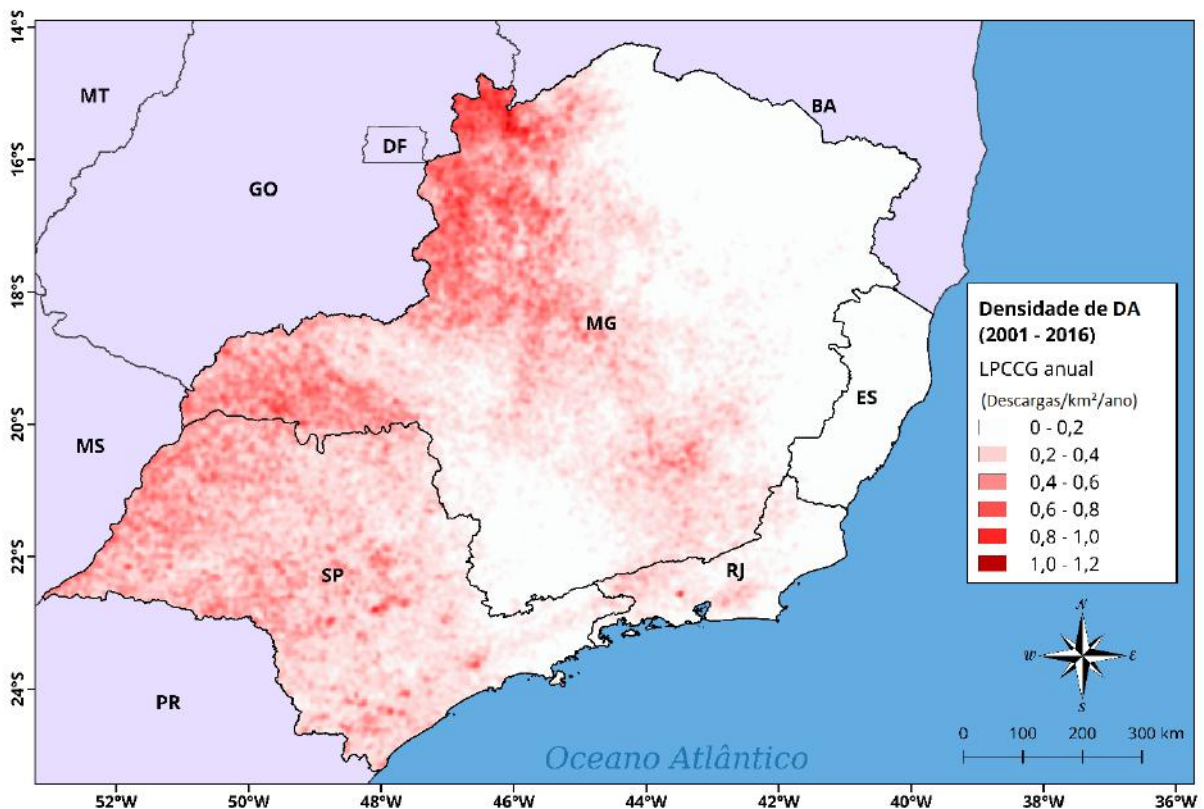 14°S
16°S
18°S
20°S
22°S
24°S
MT
DF
GO
BA
MG
ES
MS
SP
RJ
PR
Densidade de DA
(2001 - 2016)
LPCCG anual
(Descargas/km²/ano)
0 - 0,2
0,2 - 0,4
0,4 - 0,6
0,6 - 0,8
0,8 - 1,0
1,0 - 1,2
N
W
E
S
0 100 200 300 km
Oceano Atlântico
52°W 50°W 48°W 46°W 44°W 42°W 40°W 38°W 36°W